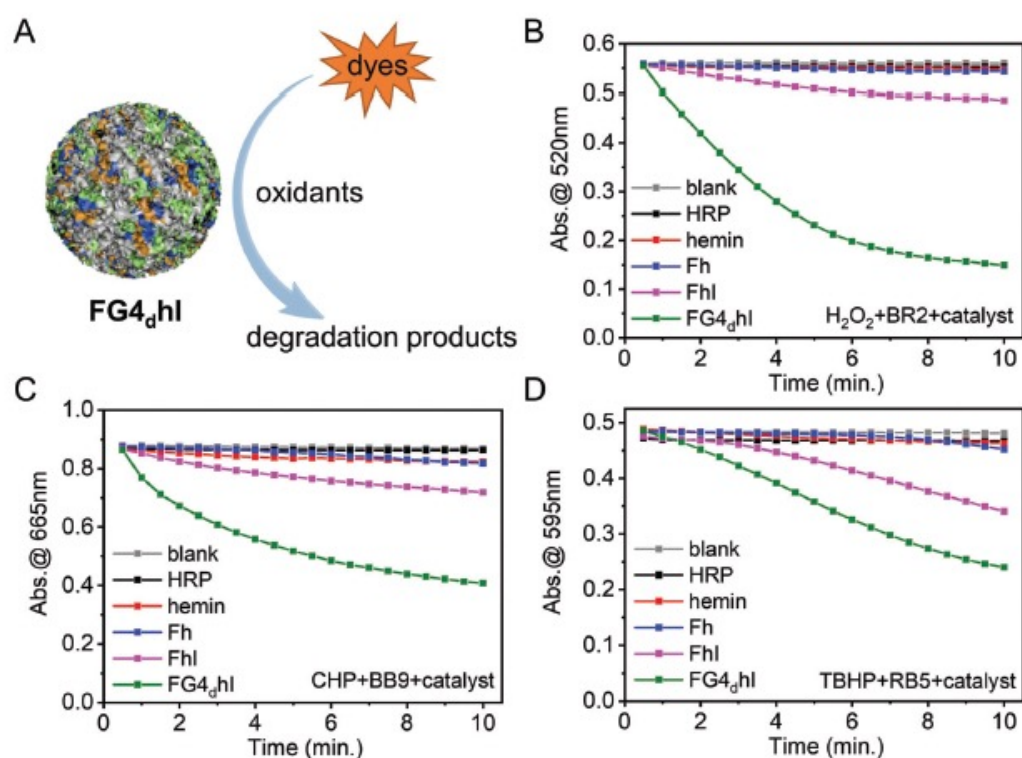 A
dyes
oxidants
FG4dhI
degradation products
B
0.6
0.5
0.3
0.2
0.1
0.0
Abs.@ 520nm
blank
HRP
hemin
Fh
FhI
FG4dhI
H2O2+BR2+catalyst
0 2 4 6 8 10
Time (min.)
C
1.0
0.8
0.6
0.4
0.2
0.0
Abs.@ 665nm
blank
HRP
hemin
Fh
FhI
FG4dhI
CHP+BB9+catalyst
2 4 6 8 10
Time (min.)
D
0.5
0.4
0.3
0.2
0.1
0.0
Abs.@ 595nm
blank
HRP
hemin
Fh
FhI
FG4dhI
TBHP+RB5+catalyst
0 2 4 6 8 10
Time (min.)